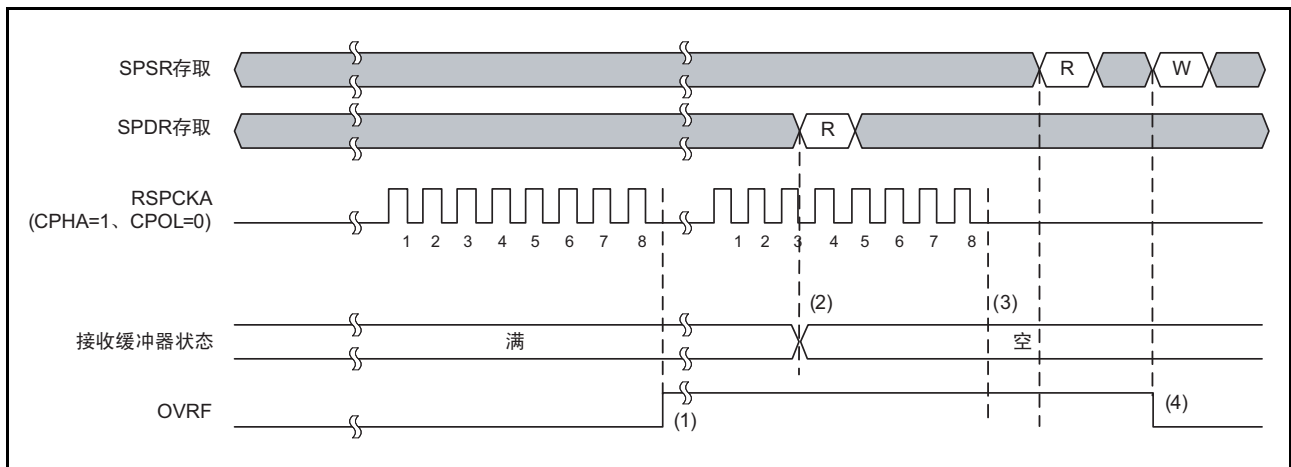 SPSR存取
R
W
SPDR存取
R
RSPCKA
(CPHA=1、CPOL=0)
1 2 3 4 5 6 7 8
1 2 3 4 5 6 7 8
(2)
(3)
接收缓冲器状态
满
空
OVRF
(1)
(4)